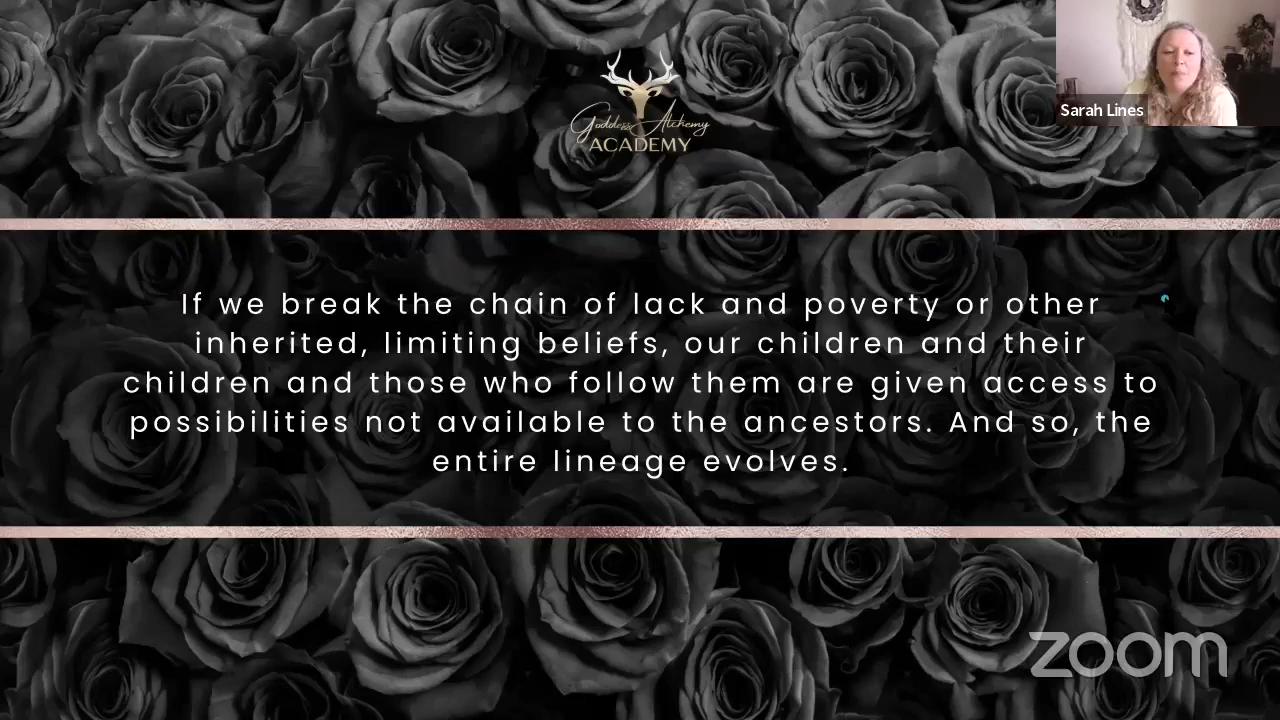 Goddess Alchemy
ACADEMY
Sarah Lines
If we break the chain of lack and poverty or other
inherited, limiting beliefs, our children and their
children and those who follow them are given access to
possibilities not available to the ancestors. And so, the
entire lineage evolves.
zoom